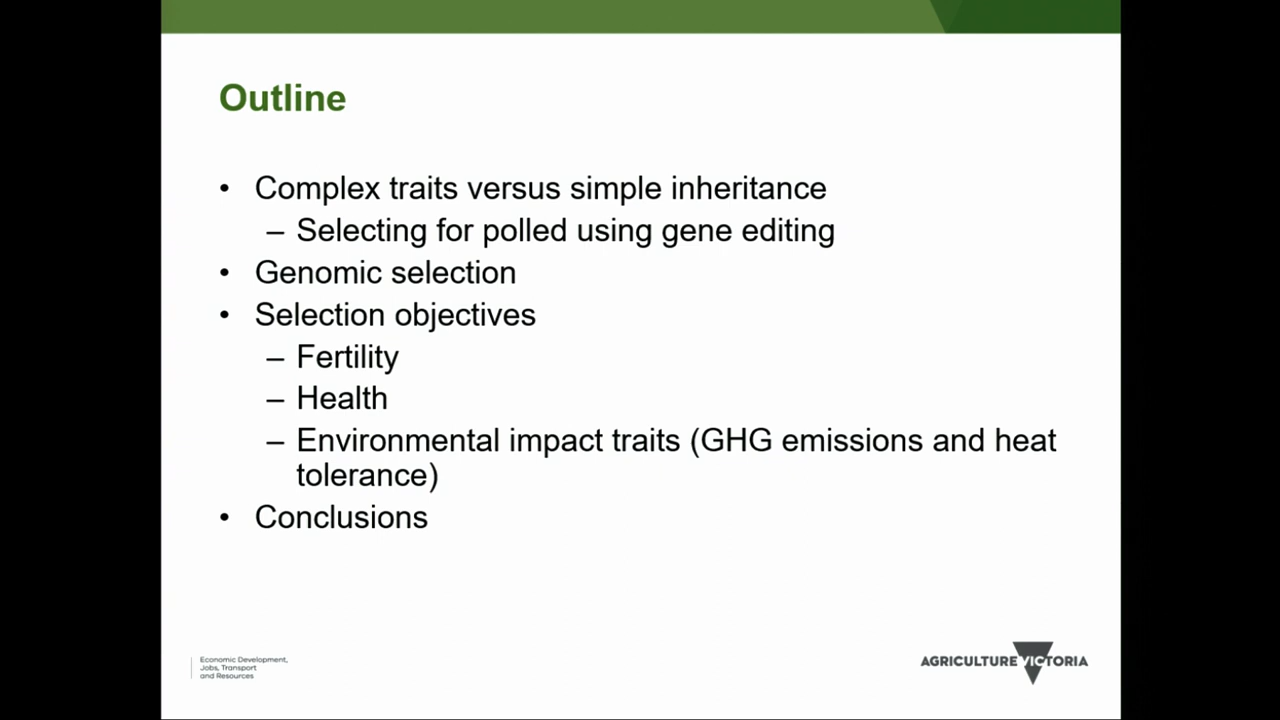 Outline
• Complex traits versus simple inheritance
– Selecting for polled using gene editing
• Genomic selection
• Selection objectives
– Fertility
– Health
– Environmental impact traits (GHG emissions and heat
tolerance)
• Conclusions
Economic Development,
Jobs, Transport
and Resources
AGRICULTURE VICTORIA